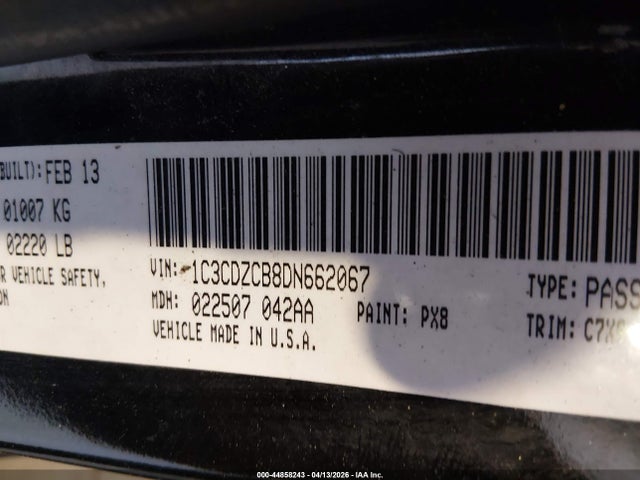 BUILT): FEB 13
01007 KG
02220 LB
R VEHICLE SAFETY,
ON
VIN: -1C3CDZCB8DN662067
TYPE: PASS
MDH: 022507 042AA
PAINT: PX8
TRIM: C7X
VEHICLE MADE IN U.S.A.
000-44858243 - 04/13/2026 - IAA Inc.